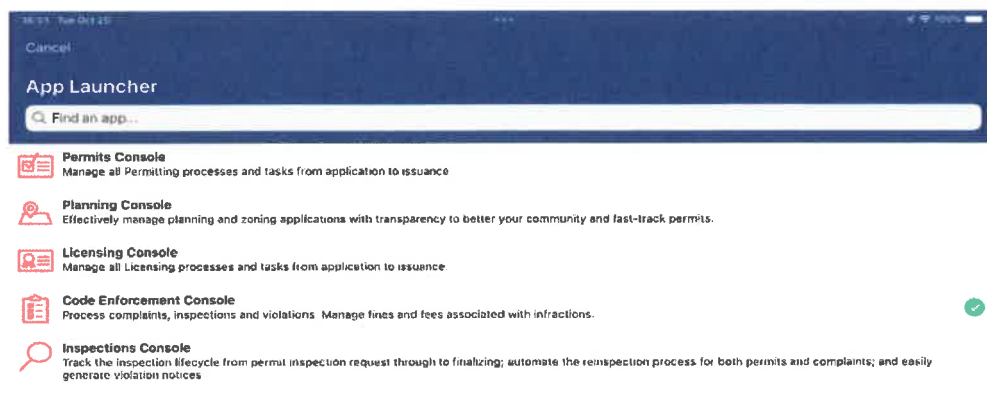 Tue Oct 25
100%
Cancel
App Launcher
Find an app...
Permits Console
Manage all Permitting processes and tasks from application to issuance
Planning Console
Effectively manage planning and zoning applications with transparency to better your community and fast-track permits.
Licensing Console
Manage all Licensing processes and tasks from application to issuance
Code Enforcement Console
Process complaints, inspections and violations Manage fines and fees associated with infractions.
Inspections Console
Track the inspection lifecycle from permit inspection request through to finalizing; automate the reinspection process for both permits and complaints; and easily
generate violation notices